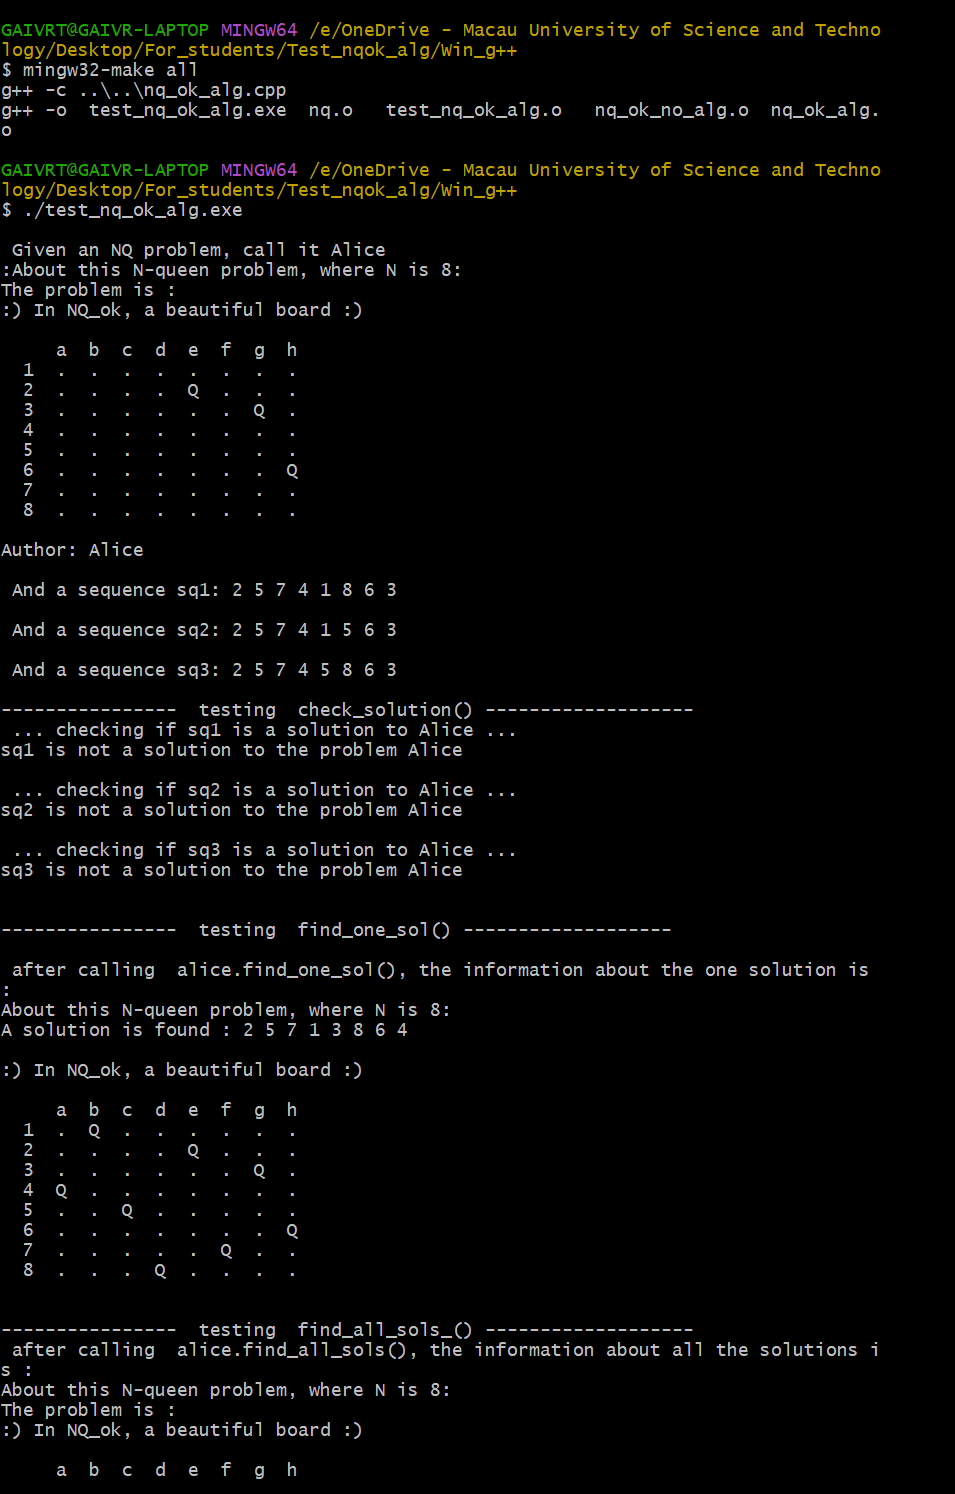 GAIVRT@GAIVR-LAPTOP MINGW64 /e/OneDrive - Macau University of Science and Techno
logy/Desktop/For_students/Test_nqok_alg/Win_g++
$ mingw32-make all
g++ -c ..\..\nq_ok_alg.cpp
g++ -o  test_nq_ok_alg.exe  nq.o   test_nq_ok_alg.o   nq_ok_no_alg.o  nq_ok_alg.
o

GAIVRT@GAIVR-LAPTOP MINGW64 /e/OneDrive - Macau University of Science and Techno
logy/Desktop/For_students/Test_nqok_alg/Win_g++
$ ./test_nq_ok_alg.exe

 Given an NQ problem, call it Alice
:About this N-queen problem, where N is 8:
The problem is :
:) In NQ_ok, a beautiful board :)

     a  b  c  d  e  f  g  h
  1  .  .  .  .  .  .  .  .
  2  .  .  .  .  Q  .  .  .
  3  .  .  .  .  .  .  Q  .
  4  .  .  .  .  .  .  .  .
  5  .  .  .  .  .  .  .  .
  6  .  .  .  .  .  .  .  Q
  7  .  .  .  .  .  .  .  .
  8  .  .  .  .  .  .  .  .

Author: Alice

 And a sequence sq1: 2 5 7 4 1 8 6 3

 And a sequence sq2: 2 5 7 4 1 5 6 3

 And a sequence sq3: 2 5 7 4 5 8 6 3

----------------  testing  check_solution() -------------------
 ... checking if sq1 is a solution to Alice ...
sq1 is not a solution to the problem Alice

 ... checking if sq2 is a solution to Alice ...
sq2 is not a solution to the problem Alice

 ... checking if sq3 is a solution to Alice ...
sq3 is not a solution to the problem Alice


----------------  testing  find_one_sol() -------------------

 after calling  alice.find_one_sol(), the information about the one solution is
:
About this N-queen problem, where N is 8:
A solution is found : 2 5 7 1 3 8 6 4

:) In NQ_ok, a beautiful board :)

     a  b  c  d  e  f  g  h
  1  .  Q  .  .  .  .  .  .
  2  .  .  .  .  Q  .  .  .
  3  .  .  .  .  .  .  Q  .
  4  Q  .  .  .  .  .  .  .
  5  .  .  Q  .  .  .  .  .
  6  .  .  .  .  .  .  .  Q
  7  .  .  .  .  .  Q  .  .
  8  .  .  .  Q  .  .  .  .


----------------  testing  find_all_sols_() -------------------
 after calling  alice.find_all_sols(), the information about all the solutions i
s :
About this N-queen problem, where N is 8:
The problem is :
:) In NQ_ok, a beautiful board :)

     a  b  c  d  e  f  g  h